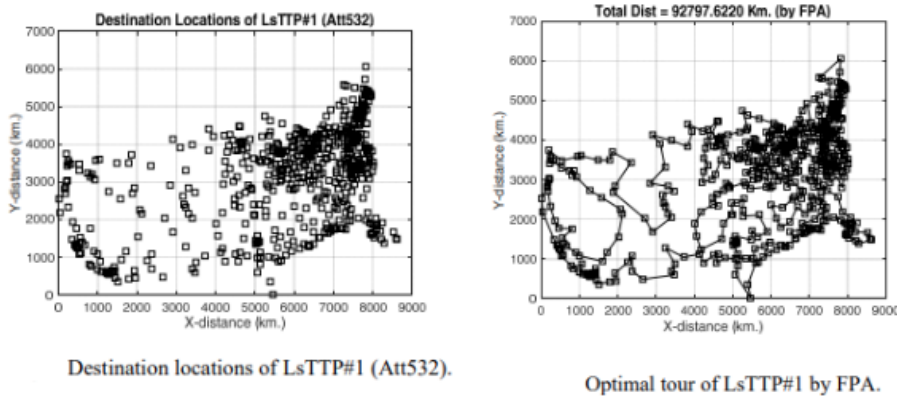 Destination Locations of LsTTP#1 (Att532)
7000
6000
5000
4000
3000
2000
1000
0
Y-distance (km.)
0 1000 2000 3000 4000 5000 6000 7000 8000 9000
X-distance (km.)
Destination locations of LsTTP#1 (Att532).
Total Dist = 92797.6220 Km. (by FPA)
7000
6000
5000
4000
3000
2000
1000
0
Y-distance (km.)
0 1000 2000 3000 4000 5000 6000 7000 8000 9000
X-distance (km.)
Optimal tour of LsTTP#1 by FPA.